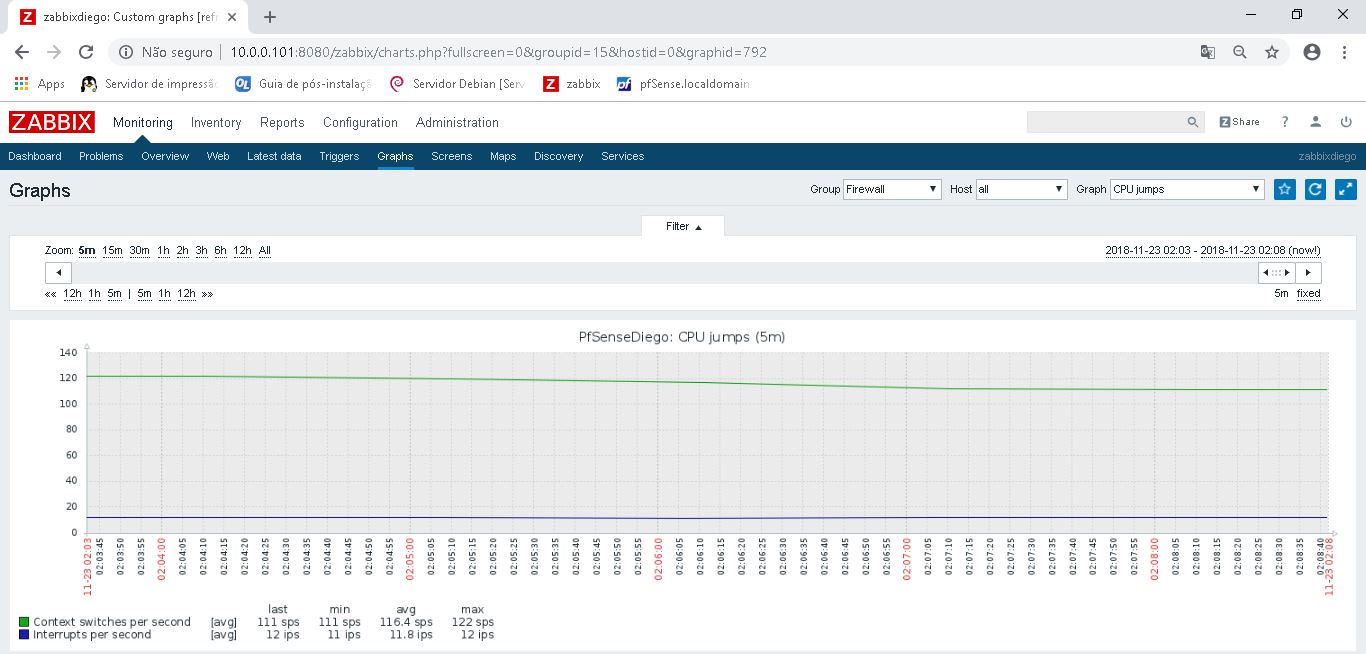 zabbixdiego: Custom graphs [refr
Não seguro 10.0.0.101:8080/zabbix/charts.php?fullscreen=0&groupid=15&hostid=0&graphid=792
Apps Servidor de impressã Guia de pós-instalaçã Servidor Debian [Serv zabbix pfSense.localdomain
ZABBIX Monitoring Inventory Reports Configuration Administration Z Share ?
Dashboard Problems Overview Web Latest data Triggers Graphs Screens Maps Discovery Services zabbixdiego
Graphs Group Firewall Host all Graph CPU jumps
Filter
Zoom: 5m 15m 30m 1h 2h 3h 6h 12h All 2018-11-23 02:03 - 2018-11-23 02:08 (now!)
«« 12h 1h 5m | 5m 1h 12h »» 5m fixed
PfSenseDiego: CPU jumps (5m)
140
120
100
80
60
40
20
0
11-23 02:03 02:03:45 02:03:50 02:03:55 02:04:00 02:04:05 02:04:10 02:04:15 02:04:20 02:04:25 02:04:30 02:04:35 02:04:40 02:04:45 02:04:50 02:04:55 02:05:00 02:05:05 02:05:10 02:05:15 02:05:20 02:05:25 02:05:30 02:05:35 02:05:40 02:05:45 02:05:50 02:05:55 02:06:00 02:06:05 02:06:10 02:06:15 02:06:20 02:06:25 02:06:30 02:06:35 02:06:40 02:06:45 02:06:50 02:06:55 02:07:00 02:07:05 02:07:10 02:07:15 02:07:20 02:07:25 02:07:30 02:07:35 02:07:40 02:07:45 02:07:50 02:07:55 02:08:00 02:08:05 02:08:10 02:08:15 02:08:20 02:08:25 02:08:30 02:08:35 02:08:40 11-23 02:08
last min avg max
Context switches per second [avg] 111 sps 111 sps 116.4 sps 122 sps
Interrupts per second [avg] 12 ips 11 ips 11.8 ips 12 ips